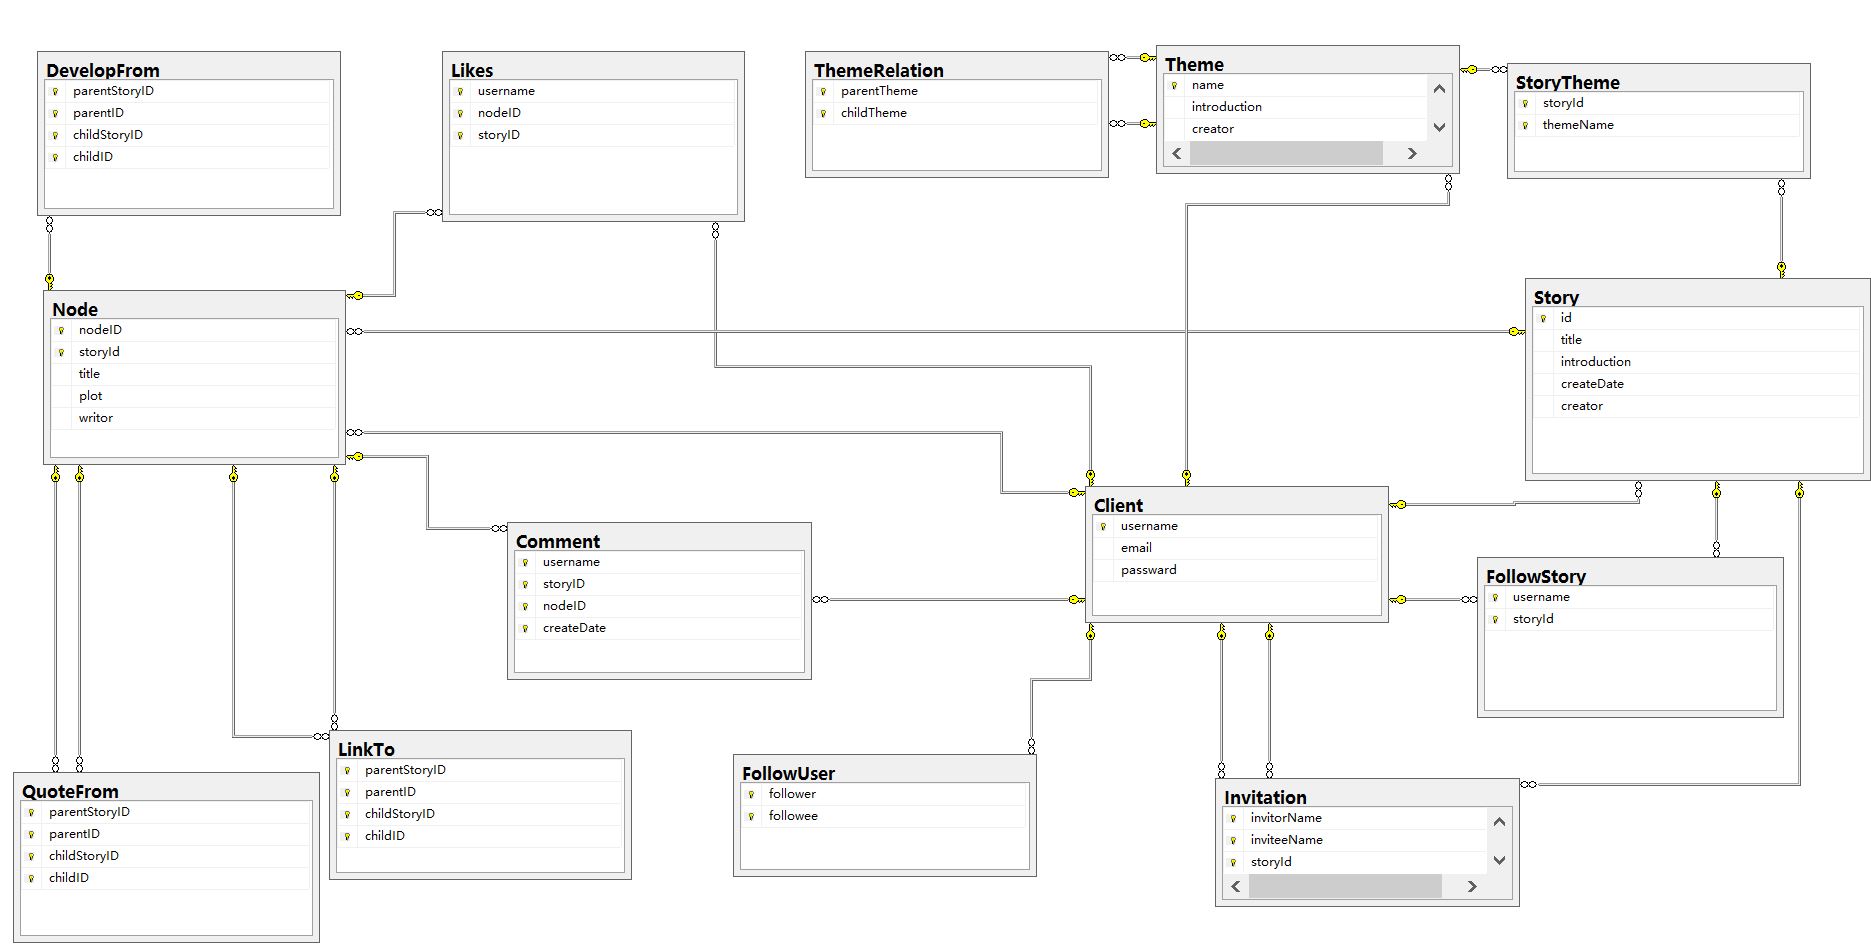 DevelopFrom
parentStoryID
parentID
childStoryID
childID
Likes
username
nodeID
storyID
ThemeRelation
parentTheme
childTheme
Theme
name
introduction
creator
StoryTheme
storyId
themeName
Node
nodeID
storyId
title
plot
writor
Story
id
title
introduction
createDate
creator
Client
username
email
passward
Comment
username
storyID
nodeID
createDate
FollowStory
username
storyId
LinkTo
parentStoryID
parentID
childStoryID
childID
QuoteFrom
parentStoryID
parentID
childStoryID
childID
FollowUser
follower
followee
Invitation
invitorName
inviteeName
storyId